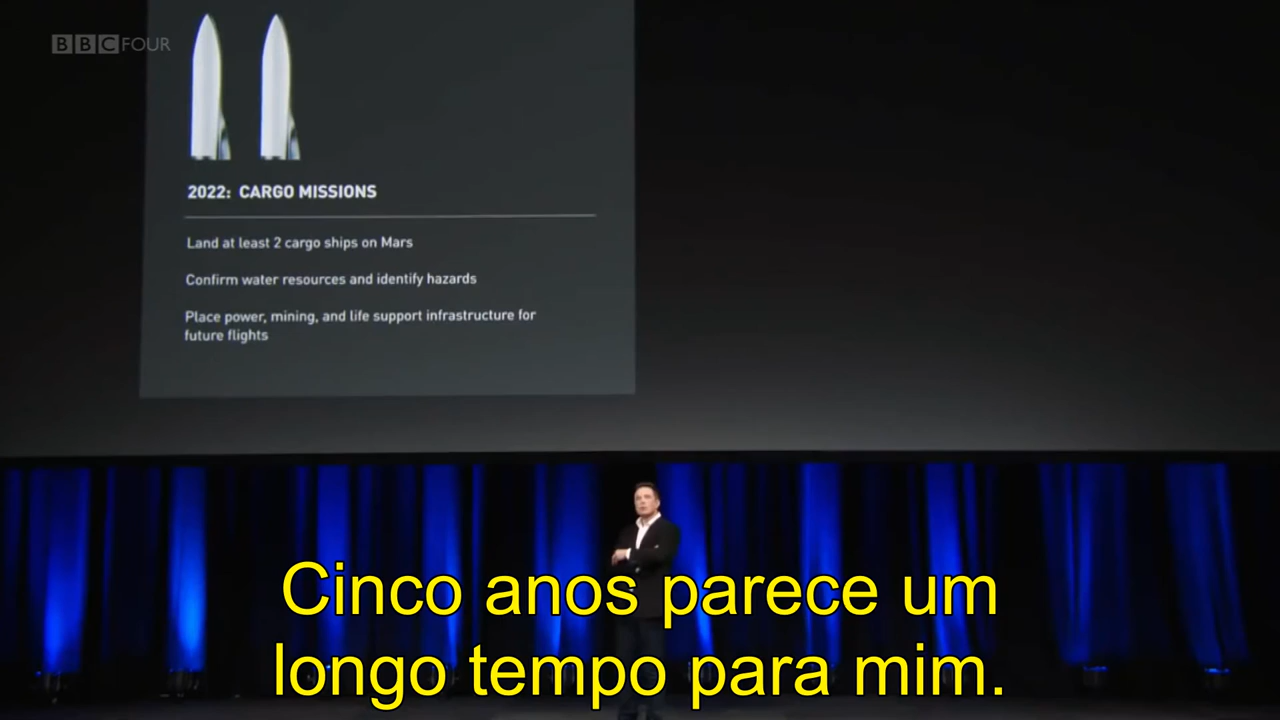 BBC FOUR
2022: CARGO MISSIONS
Land at least 2 cargo ships on Mars
Confirm water resources and identify hazards
Place power, mining, and life support infrastructure for
future flights
Cinco anos parece um
longo tempo para mim.